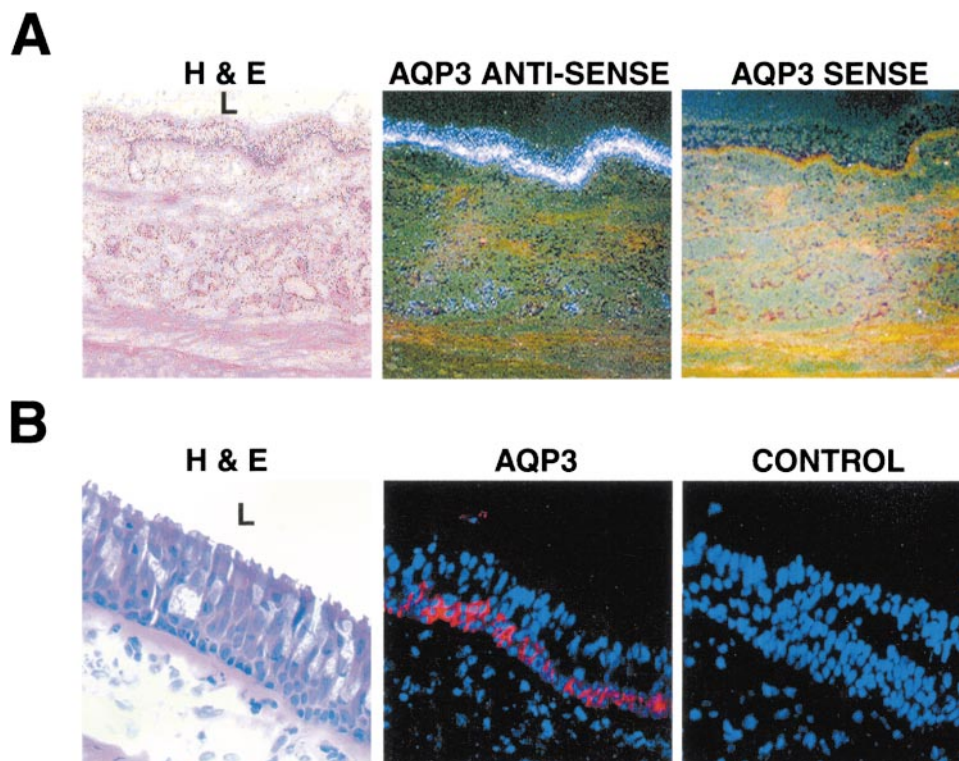 A
H & E
L
AQP3 ANTI-SENSE
AQP3 SENSE
B
H & E
L
AQP3
CONTROL